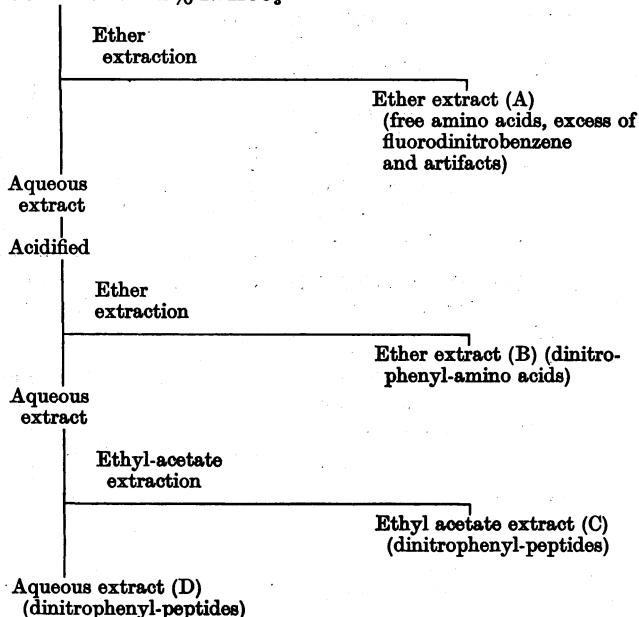 Ether
extraction
Ether extract (A)
(free amino acids, excess of
fluorodinitrobenzene
and artifacts)
Aqueous
extract
Acidified
Ether
extraction
Ether extract (B) (dinitro-
phenyl-amino acids)
Aqueous
extract
Ethyl-acetate
extraction
Ethyl acetate extract (C)
(dinitrophenyl-peptides)
Aqueous extract (D)
(dinitrophenyl-peptides)